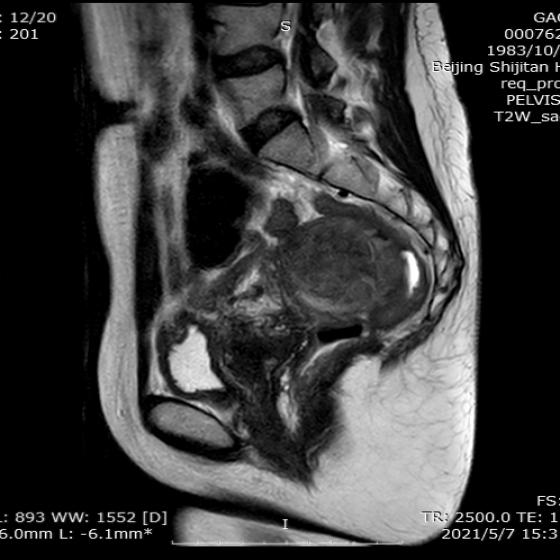 : 12/20
: 201
S
GAO
000762
1983/10/
Beijing Shijitan H
req_pro
PELVIS
T2W_sa
L: 893 WW: 1552 [D]
6.0mm L: -6.1mm*
I
FS:
TR: 2500.0 TE: 1
2021/5/7 15:3